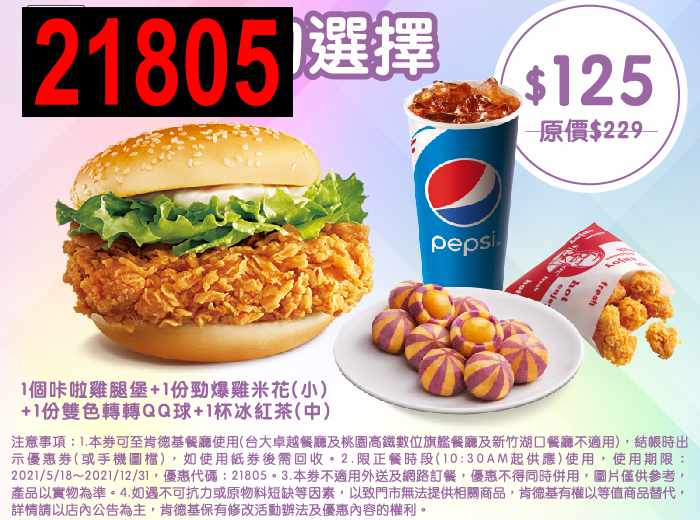 21805
選擇
$125
原價$229
pepsi
fresh
hot
enjoy
1個咔啦雞腿堡+1份勁爆雞米花(小)
+1份雙色轉轉QQ球+1杯冰紅茶(中)
注意事項：1.本券可至肯德基餐廳使用(台大卓越餐廳及桃園高鐵數位旗艦餐廳及新竹湖口餐廳不適用)，結帳時出
示優惠券(或手機圖檔)，如使用紙券後需回收。2.限正餐時段(10:30AM起供應)使用，使用期限：
2021/5/18~2021/12/31，優惠代碼：21805。3.本券不適用外送及網路訂餐，優惠不得同時併用，圖片僅供參考，
產品以實物為準。4.如遇不可抗力或原物料短缺等因素，以致門市無法提供相關商品，肯德基有權以等值商品替代，
詳情請以店內公告為主，肯德基保有修改活動辦法及優惠內容的權利。